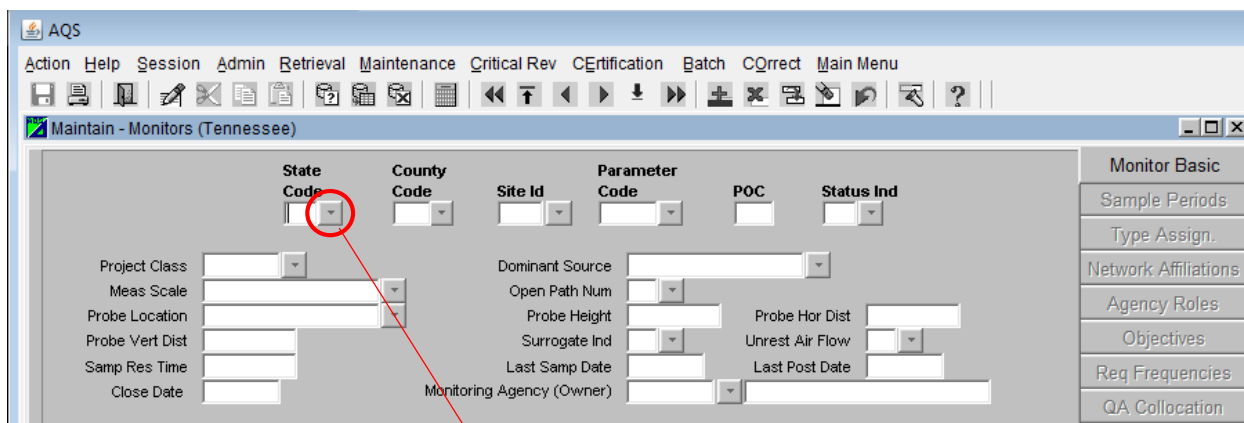 AQS
Action Help Session Admin Retrieval Maintenance Critical Rev CErtification Batch COrrect Main Menu
Maintain - Monitors (Tennessee)
State Code County Code Site Id Parameter Code POC Status Ind
Project Class Dominant Source
Meas Scale Open Path Num
Probe Location Probe Height Probe Hor Dist
Probe Vert Dist Surrogate Ind Unrest Air Flow
Samp Res Time Last Samp Date Last Post Date
Close Date Monitoring Agency (Owner)
Monitor Basic
Sample Periods
Type Assign.
Network Affiliations
Agency Roles
Objectives
Req Frequencies
QA Collocation